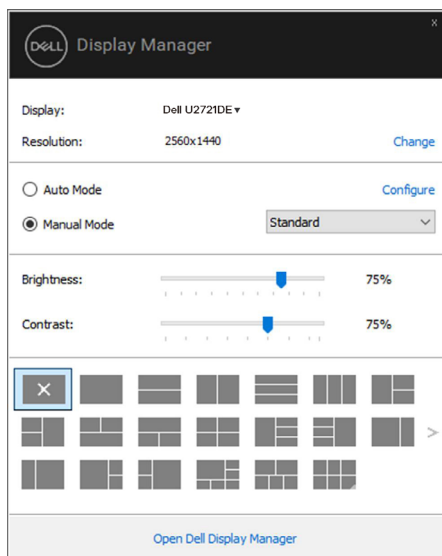 x
DELL Display Manager
Display: Dell U2721DE
Resolution: 2560x1440 Change
Auto Mode Configure
Manual Mode Standard
Brightness: 75%
Contrast: 75%
Open Dell Display Manager